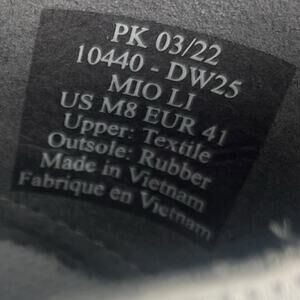 PK 03/22
10440 - DW25
MIO LI
US M8 EUR 41
Upper: Textile
Outsole: Rubber
Made in Vietnam
Fabrique en Vietnam